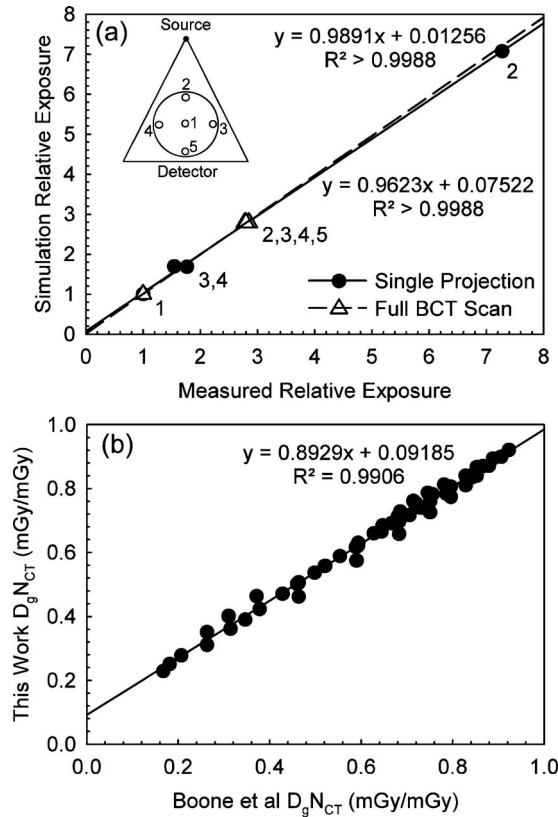 (a)
Source
y = 0.9891x + 0.01256
R² > 0.9988
2
2
1
4
3
5
Detector
y = 0.9623x + 0.07522
R² > 0.9988
2,3,4,5
3,4
1
Single Projection
Full BCT Scan
8
7
6
5
4
3
2
1
0
Simulation Relative Exposure
0 1 2 3 4 5 6 7 8
Measured Relative Exposure
(b)
y = 0.8929x + 0.09185
R² = 0.9906
1.0
0.8
0.6
0.4
0.2
0.0
This Work DgNCT (mGy/mGy)
0.0 0.2 0.4 0.6 0.8 1.0
Boone et al DgNCT (mGy/mGy)